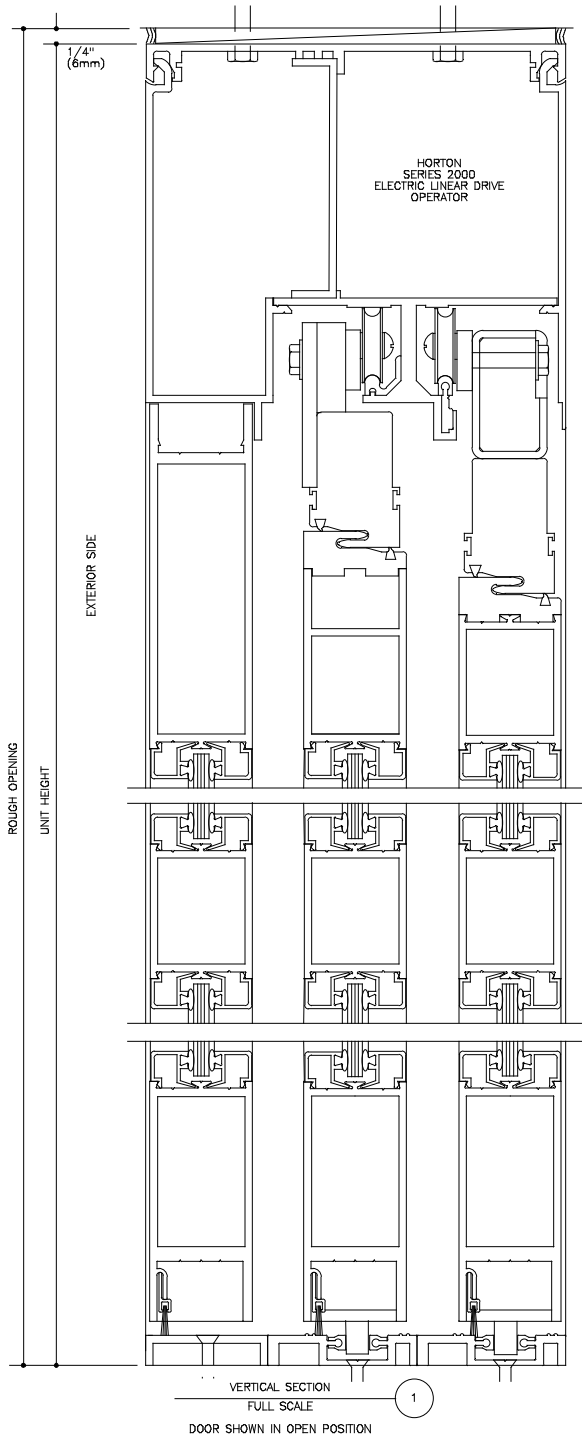 1/4"
(6mm)
HORTON
SERIES 2000
ELECTRIC LINEAR DRIVE
OPERATOR
EXTERIOR SIDE
ROUGH OPENING
UNIT HEIGHT
VERTICAL SECTION
FULL SCALE
1
DOOR SHOWN IN OPEN POSITION